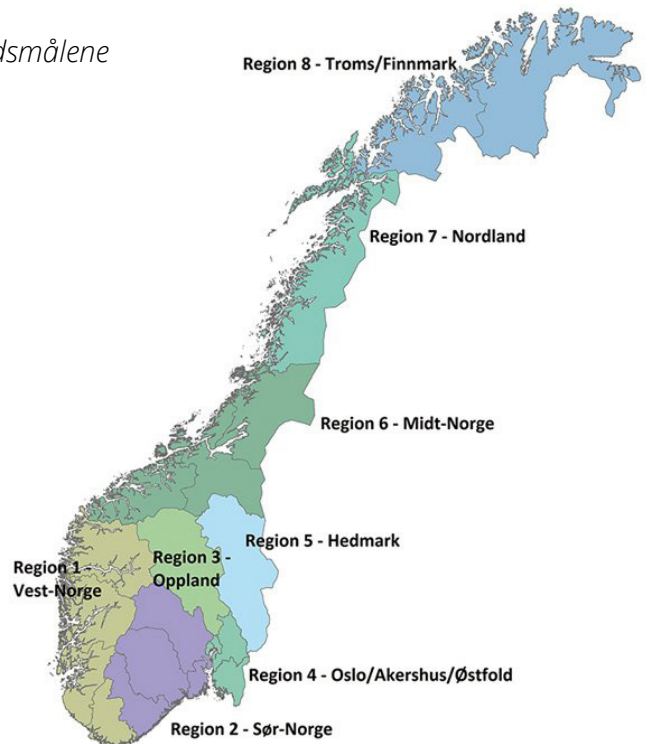 dsmålene
Region 8 - Troms/Finnmark
Region 7 - Nordland
Region 6 - Midt-Norge
Region 5 - Hedmark
Region 3 -
Oppland
Region 1 -
Vest-Norge
Region 4 - Oslo/Akershus/Østfold
Region 2 - Sør-Norge